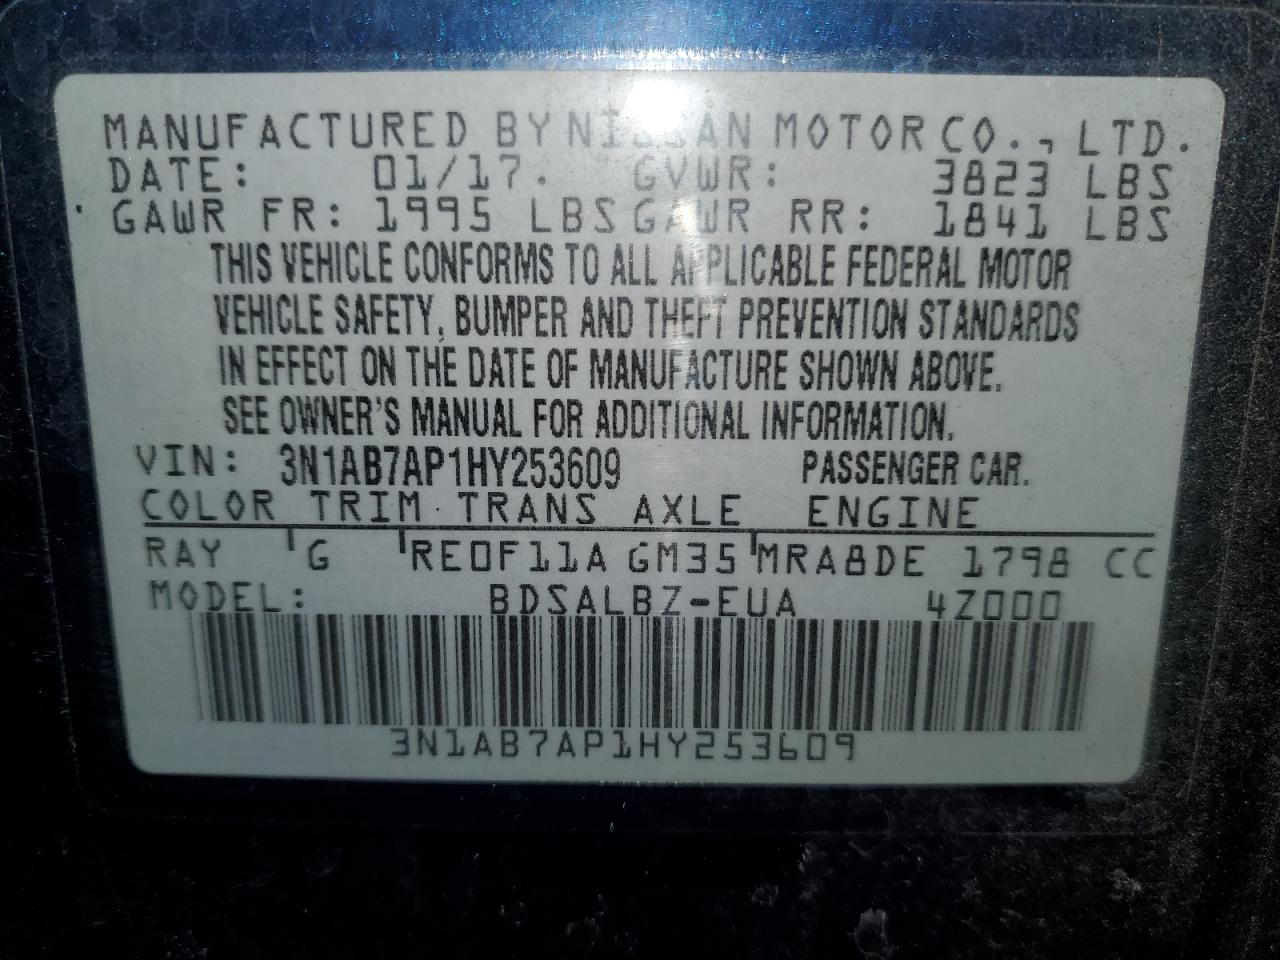 MANUFACTURED BY NISSAN MOTOR CO., LTD.
DATE: 01/17. GVWR: 3823 LBS
GAWR FR: 1995 LBS GAWR RR: 1841 LBS
THIS VEHICLE CONFORMS TO ALL APPLICABLE FEDERAL MOTOR
VEHICLE SAFETY, BUMPER AND THEFT PREVENTION STANDARDS
IN EFFECT ON THE DATE OF MANUFACTURE SHOWN ABOVE.
SEE OWNER'S MANUAL FOR ADDITIONAL INFORMATION.
VIN: 3N1AB7AP1HY253609 PASSENGER CAR.
COLOR TRIM TRANS AXLE ENGINE
RAY G RE0F11A GM35 MRA8DE 1798 CC
MODEL: BDSALBZ-EUA 4Z000
3N1AB7AP1HY253609